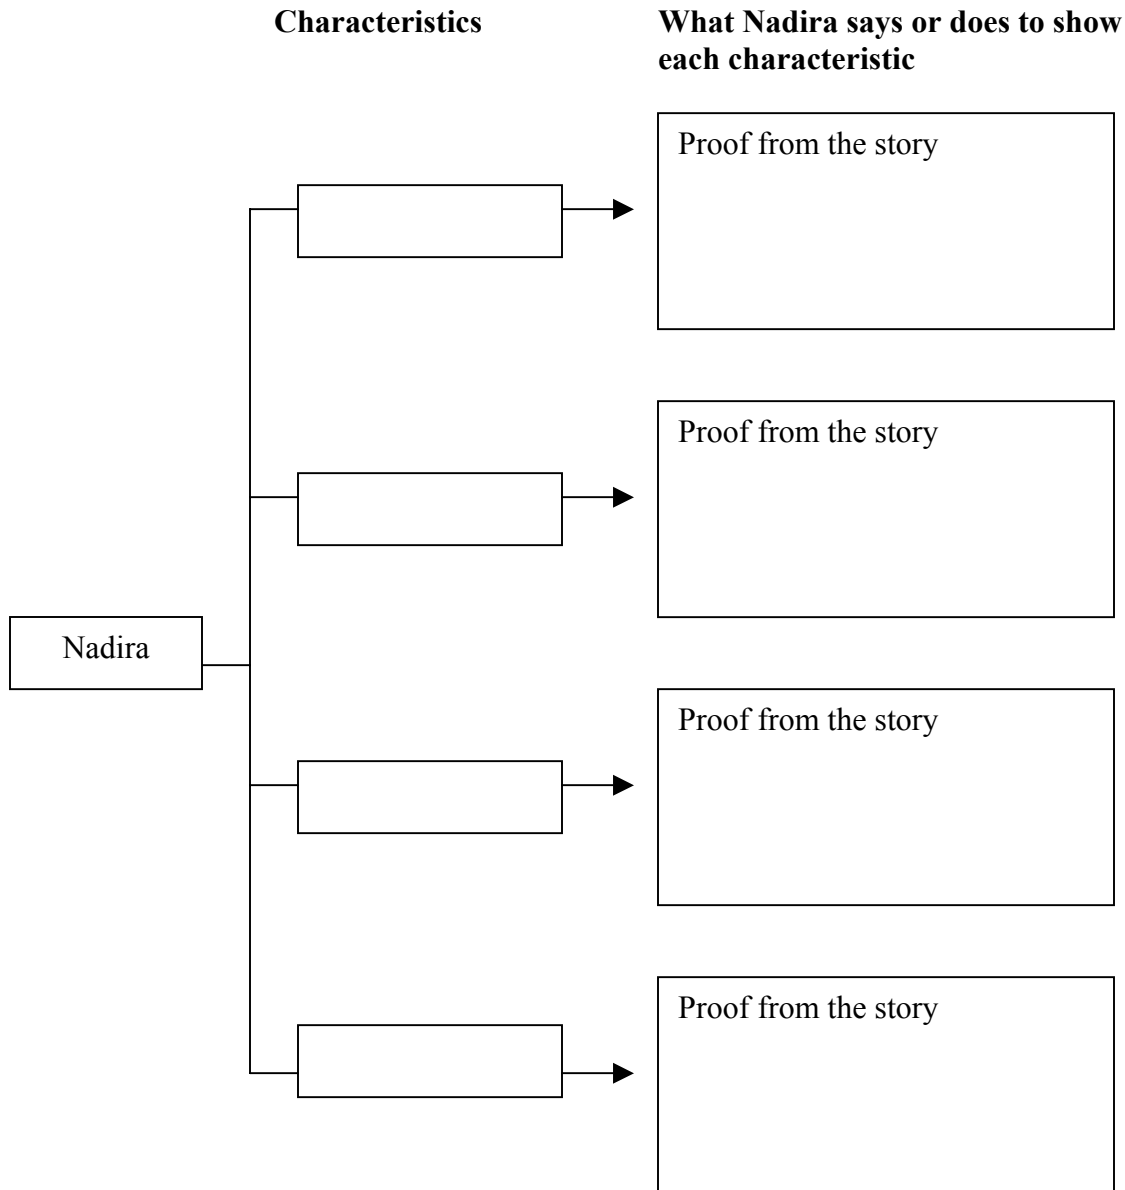 Characteristics
What Nadira says or does to show
each characteristic
Proof from the story
Proof from the story
Nadira
Proof from the story
Proof from the story